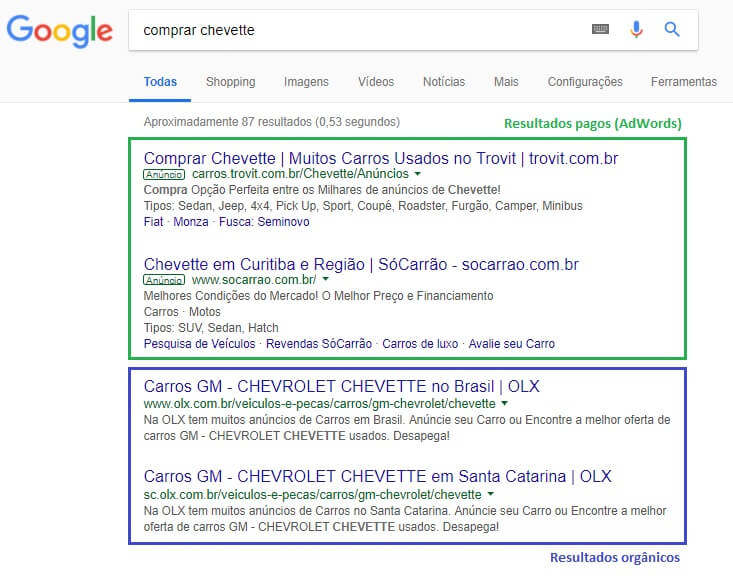 Google
comprar chevette
Todas Shopping Imagens Vídeos Notícias Mais Configurações Ferramentas
Aproximadamente 87 resultados (0,53 segundos)
Resultados pagos (AdWords)
Comprar Chevette | Muitos Carros Usados no Trovit | trovit.com.br
Anúncio carros.trovit.com.br/Chevette/Anúncios
Compra Opção Perfeita entre os Milhares de anúncios de Chevette!
Tipos: Sedan, Jeep, 4x4, Pick Up, Sport, Coupé, Roadster, Furgão, Camper, Minibus
Fiat · Monza · Fusca: Seminovo
Chevette em Curitiba e Região | SóCarrão - socarrao.com.br
Anúncio www.socarrao.com.br/
Melhores Condições do Mercado! O Melhor Preço e Financiamento
Carros · Motos
Tipos: SUV, Sedan, Hatch
Pesquisa de Veículos · Revendas SóCarrão · Carros de luxo · Avalie seu Carro
Carros GM - CHEVROLET CHEVETTE no Brasil | OLX
www.olx.com.br/veiculos-e-pecas/carros/gm-chevrolet/chevette
Na OLX tem muitos anúncios de Carros em Brasil. Anúncie seu Carro ou Encontre a melhor oferta de
carros GM - CHEVROLET CHEVETTE usados. Desapega!
Carros GM - CHEVROLET CHEVETTE em Santa Catarina | OLX
sc.olx.com.br/veiculos-e-pecas/carros/gm-chevrolet/chevette
Na OLX tem muitos anúncios de Carros no Santa Catarina. Anúncie seu Carro ou Encontre a melhor
oferta de carros GM - CHEVROLET CHEVETTE usados. Desapega!
Resultados orgânicos